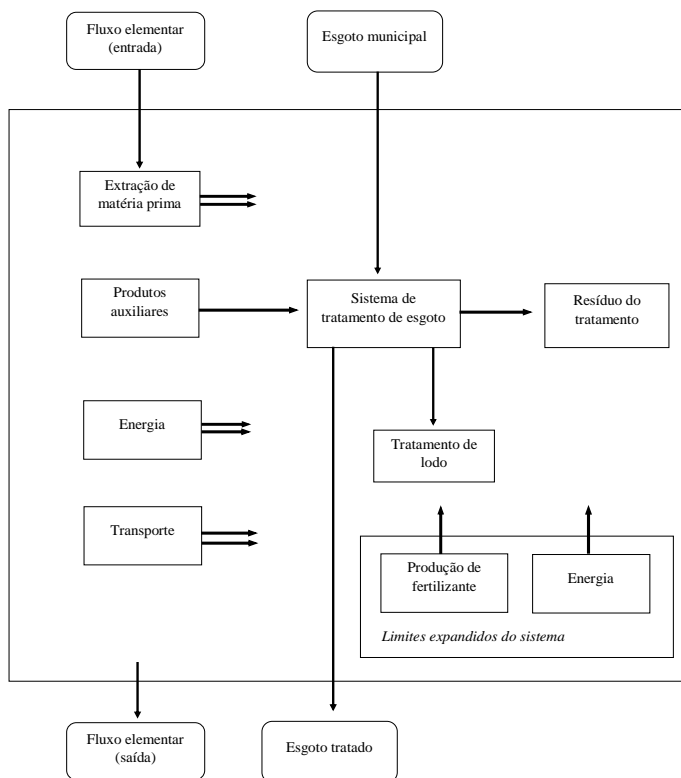 Fluxo elementar
(entrada)
Esgoto municipal
Extração de
matéria prima
Produtos
auxiliares
Sistema de
tratamento de esgoto
Resíduo do
tratamento
Energia
Tratamento de
lodo
Transporte
Produção de
fertilizante
Energia
Limites expandidos do sistema
Fluxo elementar
(saída)
Esgoto tratado